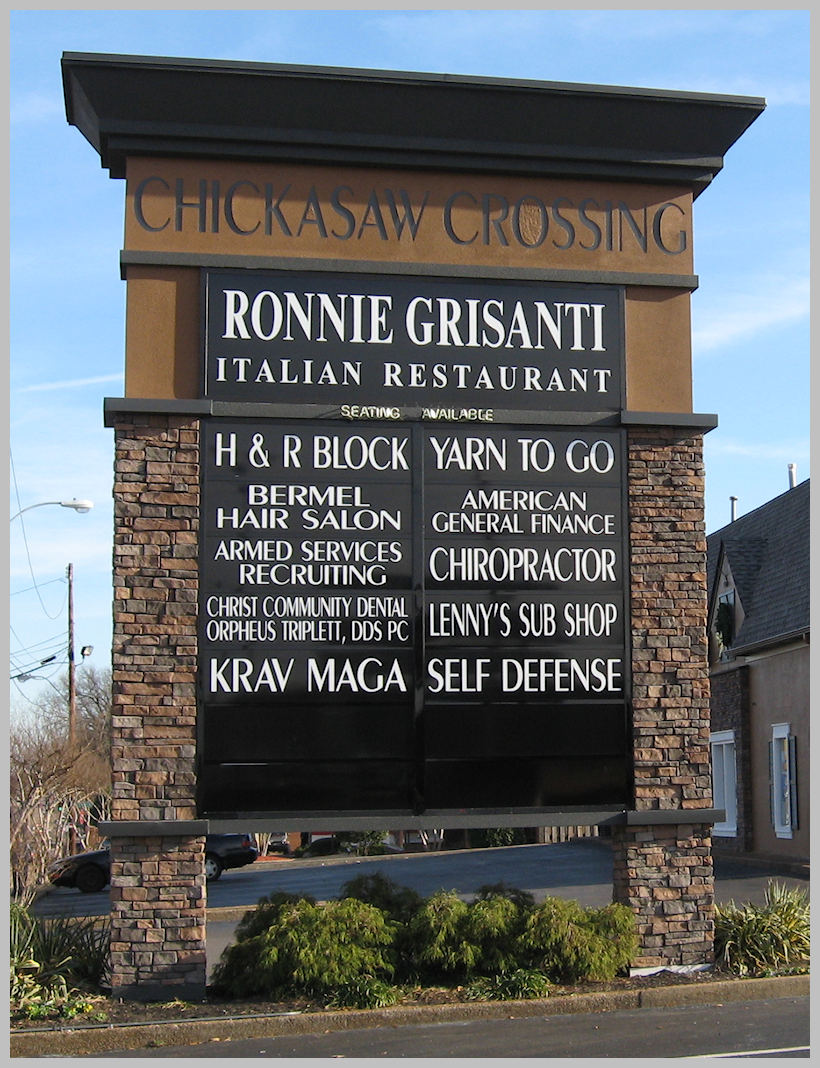 CHICKASAW CROSSING
RONNIE GRISANTI
ITALIAN RESTAURANT
SEATING AVAILABLE
H & R BLOCK
BERMEL
HAIR SALON
ARMED SERVICES
RECRUITING
CHRIST COMMUNITY DENTAL
ORPHEUS TRIPLETT, DDS PC
KRAV MAGA
YARN TO GO
AMERICAN
GENERAL FINANCE
CHIROPRACTOR
LENNY'S SUB SHOP
SELF DEFENSE